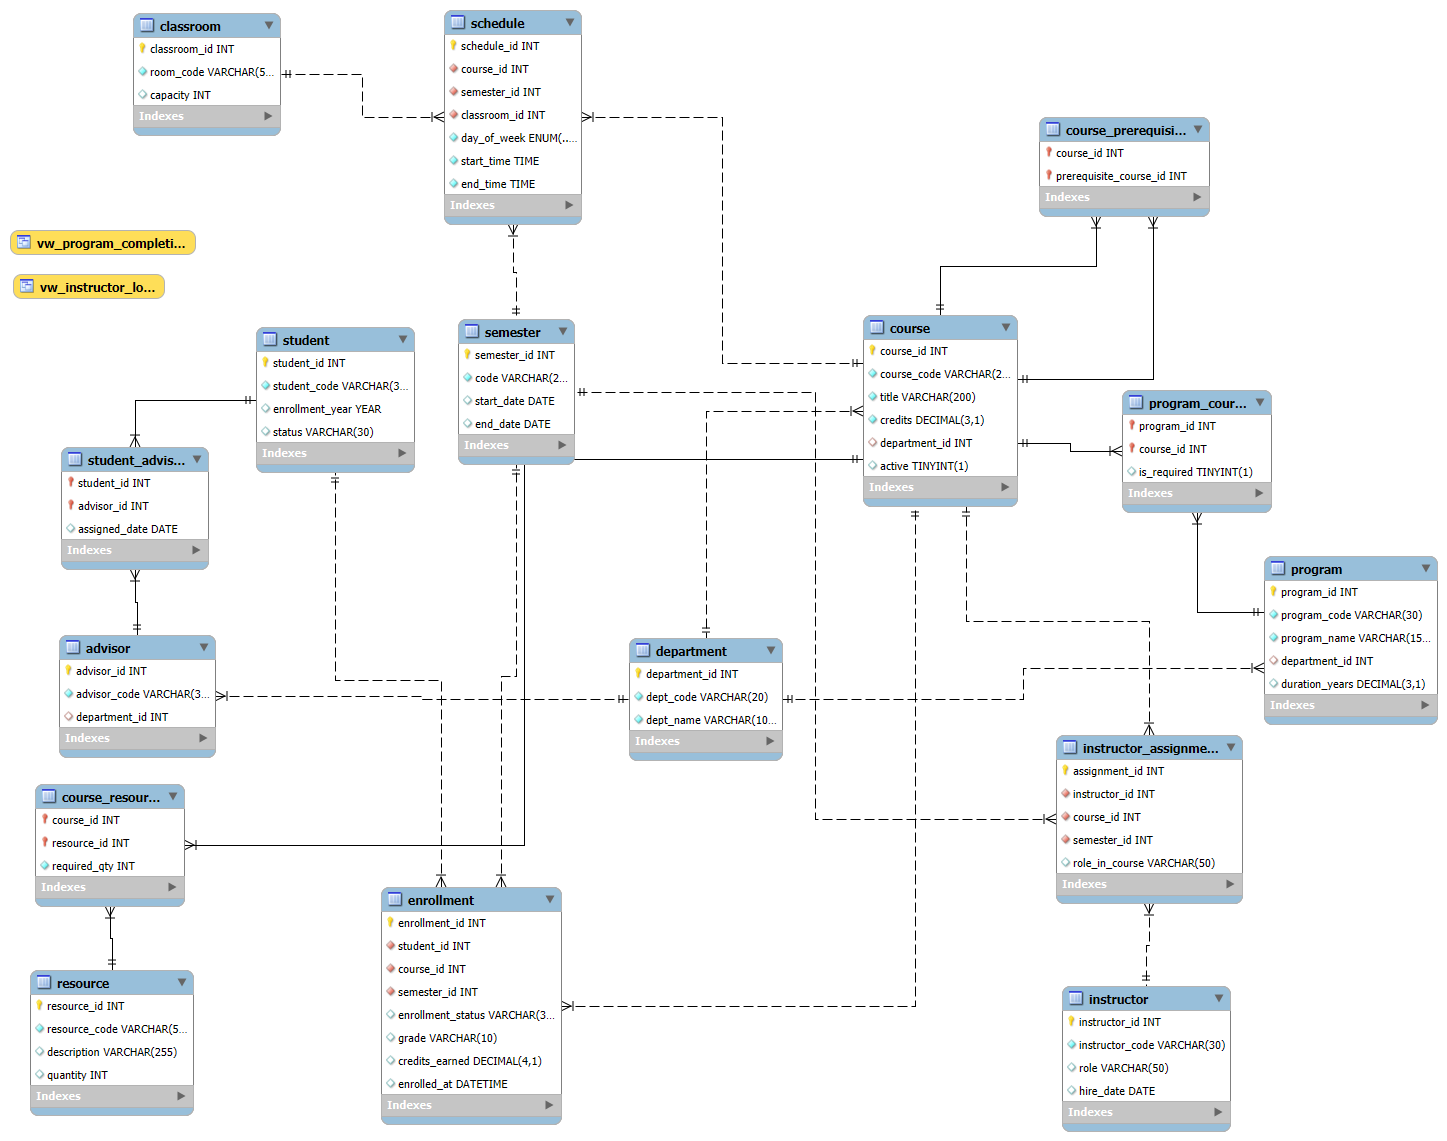 classroom
classroom_id INT
room_code VARCHAR(5...
capacity INT
Indexes
schedule
schedule_id INT
course_id INT
semester_id INT
classroom_id INT
day_of_week ENUM(...
start_time TIME
end_time TIME
Indexes
course_prerequisi...
course_id INT
prerequisite_course_id INT
Indexes
vw_program_completi...
vw_instructor_lo...
student
student_id INT
student_code VARCHAR(3...
enrollment_year YEAR
status VARCHAR(30)
Indexes
semester
semester_id INT
code VARCHAR(2...
start_date DATE
end_date DATE
Indexes
course
course_id INT
course_code VARCHAR(2...
title VARCHAR(200)
credits DECIMAL(3,1)
department_id INT
active TINYINT(1)
Indexes
program_cour...
program_id INT
course_id INT
is_required TINYINT(1)
Indexes
student_advis...
student_id INT
advisor_id INT
assigned_date DATE
Indexes
program
program_id INT
program_code VARCHAR(30)
program_name VARCHAR(15...
department_id INT
duration_years DECIMAL(3,1)
Indexes
advisor
advisor_id INT
advisor_code VARCHAR(3...
department_id INT
Indexes
department
department_id INT
dept_code VARCHAR(20)
dept_name VARCHAR(10...
Indexes
instructor_assignme...
assignment_id INT
instructor_id INT
course_id INT
semester_id INT
role_in_course VARCHAR(50)
Indexes
course_resour...
course_id INT
resource_id INT
required_qty INT
Indexes
enrollment
enrollment_id INT
student_id INT
course_id INT
semester_id INT
enrollment_status VARCHAR(3...
grade VARCHAR(10)
credits_earned DECIMAL(4,1)
enrolled_at DATETIME
Indexes
resource
resource_id INT
resource_code VARCHAR(5...
description VARCHAR(255)
quantity INT
Indexes
instructor
instructor_id INT
instructor_code VARCHAR(30)
role VARCHAR(50)
hire_date DATE
Indexes